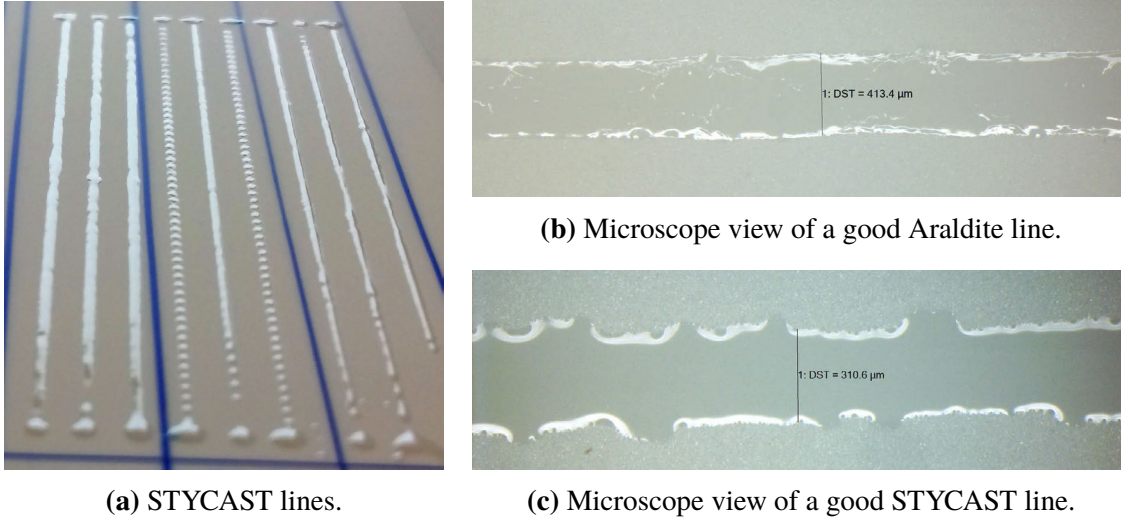 1: DST = 413.4 µm
(b) Microscope view of a good Araldite line.
1: DST = 310.6 µm
(a) STYCAST lines.
(c) Microscope view of a good STYCAST line.